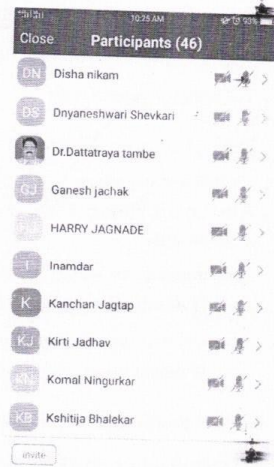 10:25 AM 93%
Close Participants (46)
DN Disha nikam
DS Dnyaneshwari Shevkari
Dr.Dattatraya tambe
GJ Ganesh jachak
HARRY JAGNADE
I Inamdar
K Kanchan Jagtap
KJ Kirti Jadhav
KN Komal Ningurkar
KB Kshitija Bhalekar
invite